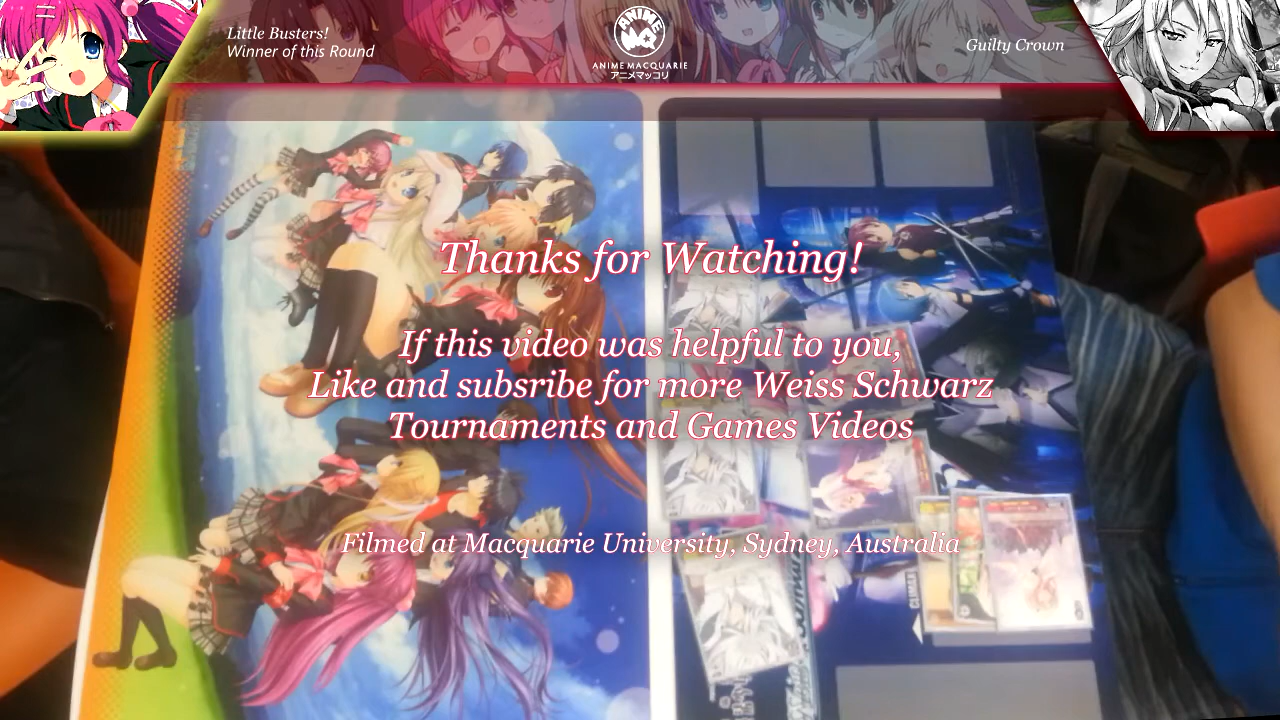 Little Busters!
Winner of this Round
ANIME
MQ
ANIME MACQUARIE
アニメマッコリ
Guilty Crown
Thanks for Watching!
If this video was helpful to you,
Like and subsribe for more Weiss Schwarz
Tournaments and Games Videos
Filmed at Macquarie University, Sydney, Australia
CLIMAX